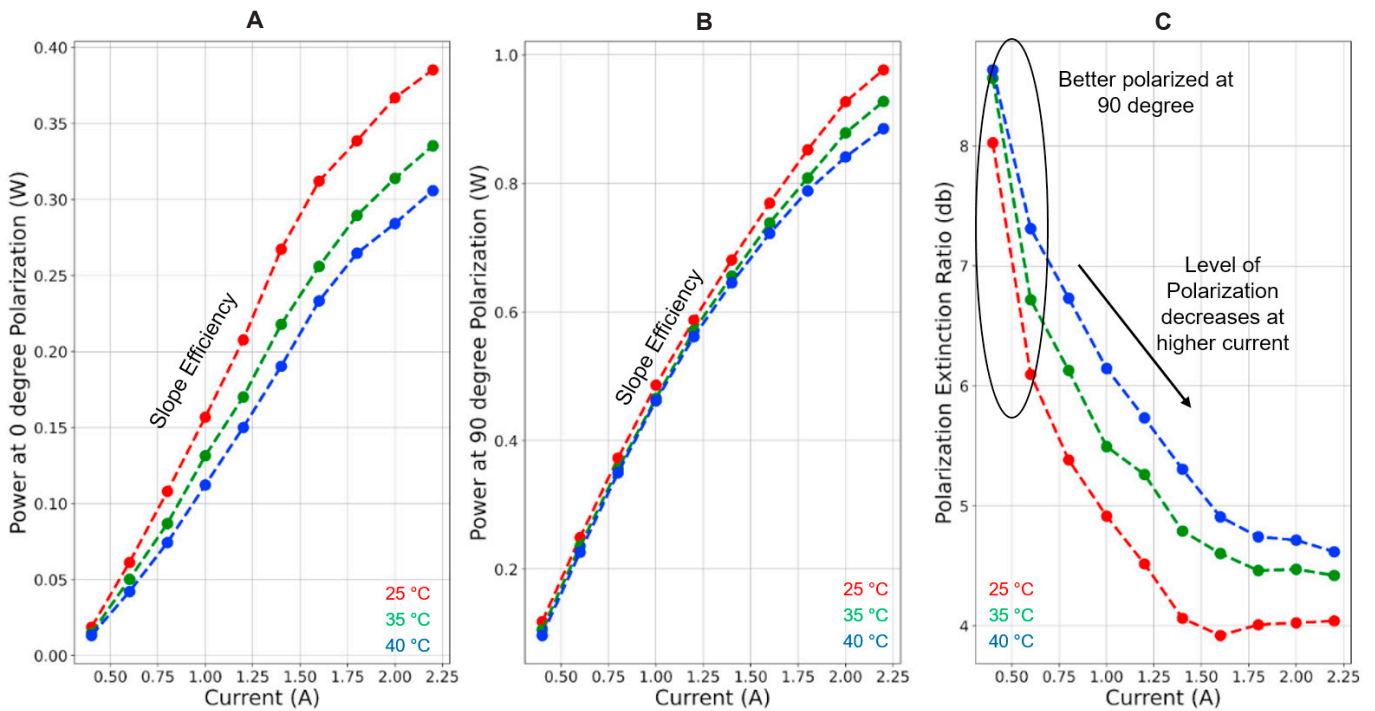 A
Power at 0 degree Polarization (W)
0.40
0.35
0.30
0.25
0.20
0.15
0.10
0.05
0.00
Slope Efficiency
25 °C
35 °C
40 °C
0.50 0.75 1.00 1.25 1.50 1.75 2.00 2.25
Current (A)
B
Power at 90 degree Polarization (W)
1.0
0.8
0.6
0.4
0.2
Slope Efficiency
25 °C
35 °C
40 °C
0.50 0.75 1.00 1.25 1.50 1.75 2.00 2.25
Current (A)
C
Polarization Extinction Ratio (db)
8
7
6
5
4
Better polarized at
90 degree
Level of
Polarization
decreases at
higher current
25 °C
35 °C
40 °C
0.50 0.75 1.00 1.25 1.50 1.75 2.00 2.25
Current (A)